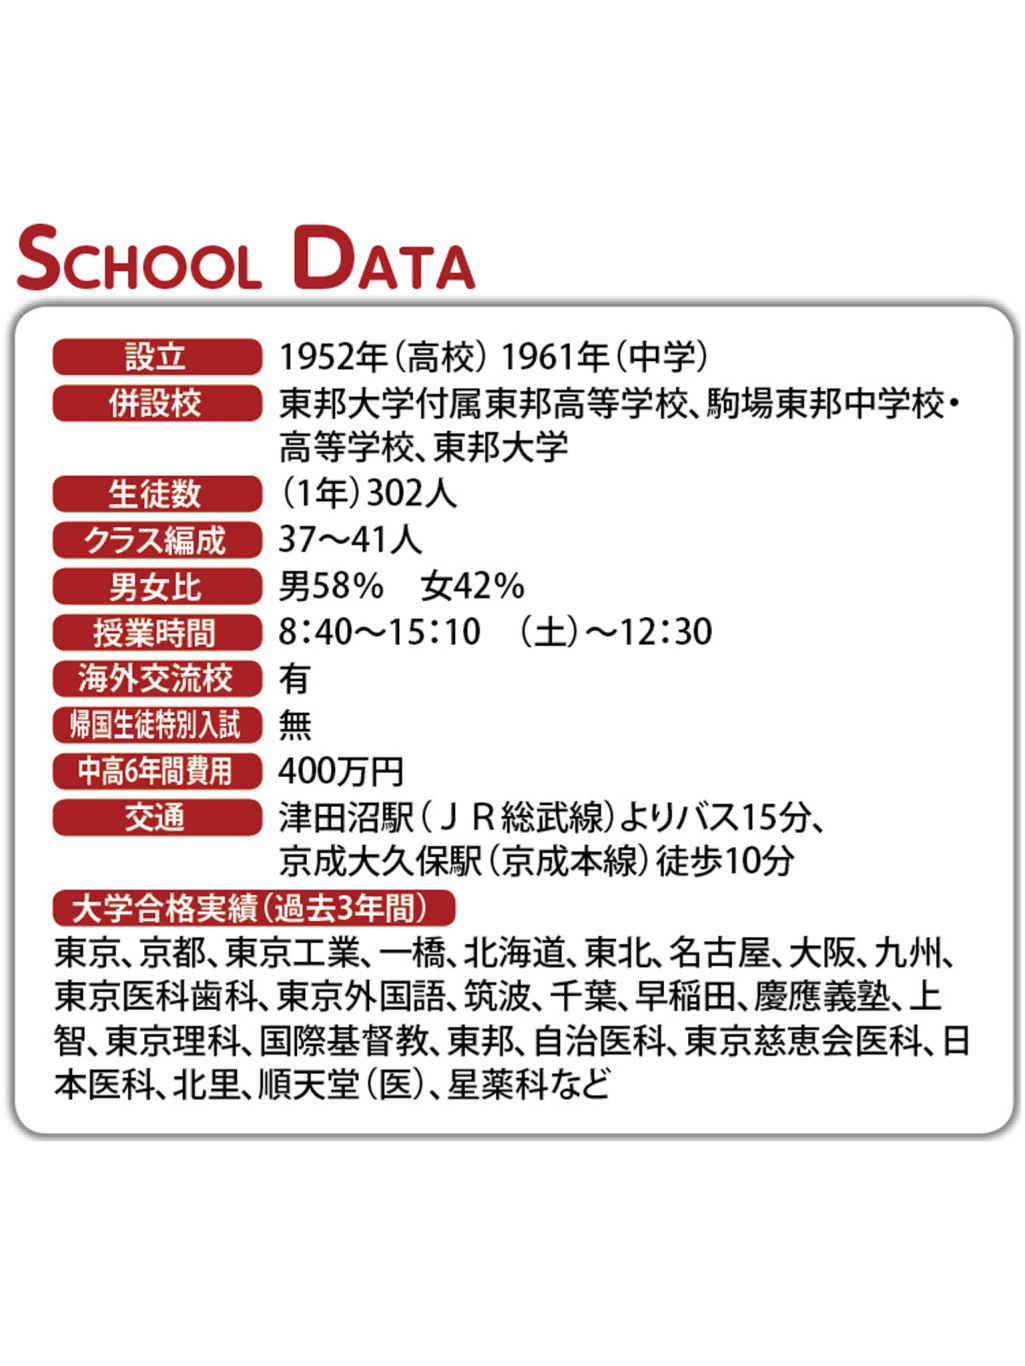 SCHOOL DATA
設立 1952年（高校） 1961年（中学）
併設校 東邦大学付属東邦高等学校、駒場東邦中学校・
高等学校、東邦大学
生徒数 （1年）302人
クラス編成 37～41人
男女比 男58％　女42％
授業時間 8：40～15：10　（土）～12：30
海外交流校 有
帰国生徒特別入試 無
中高6年間費用 400万円
交通 津田沼駅（ＪＲ総武線）よりバス15分、
京成大久保駅（京成本線）徒歩10分
大学合格実績（過去3年間）
東京、京都、東京工業、一橋、北海道、東北、名古屋、大阪、九州、
東京医科歯科、東京外国語、筑波、千葉、早稲田、慶應義塾、上
智、東京理科、国際基督教、東邦、自治医科、東京慈恵会医科、日
本医科、北里、順天堂（医）、星薬科など